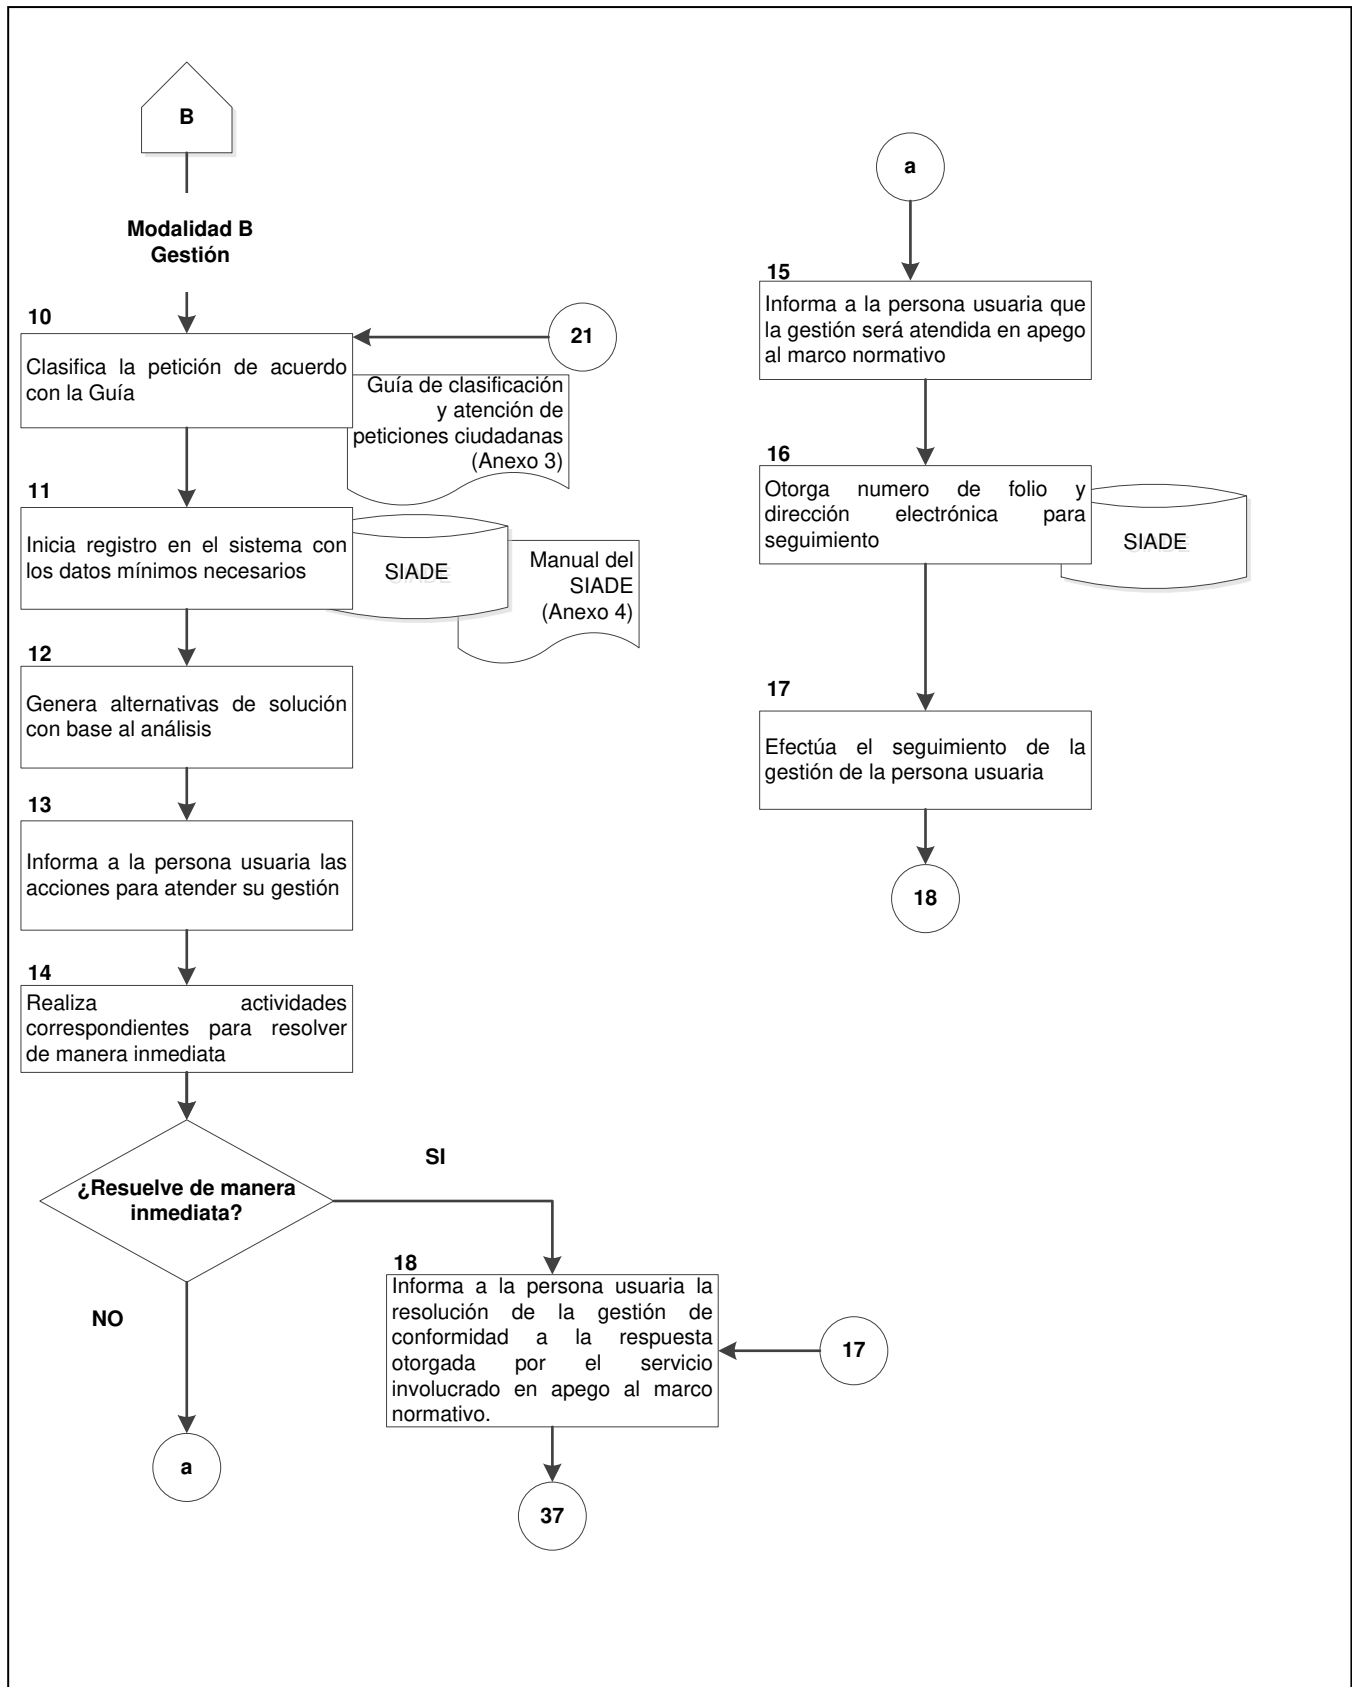 B
Modalidad B
Gestión
10
Clasifica la petición de acuerdo
con la Guía
21
Guía de clasificación
y atención de
peticiones ciudadanas
(Anexo 3)
11
Inicia registro en el sistema con
los datos mínimos necesarios
SIADE
Manual del
SIADE
(Anexo 4)
12
Genera alternativas de solución
con base al análisis
13
Informa a la persona usuaria las
acciones para atender su gestión
14
Realiza actividades
correspondientes para resolver
de manera inmediata
¿Resuelve de manera
inmediata?
SI
NO
18
Informa a la persona usuaria la
resolución de la gestión de
conformidad a la respuesta
otorgada por el servicio
involucrado en apego al marco
normativo.
17
a
37
a
15
Informa a la persona usuaria que
la gestión será atendida en apego
al marco normativo
16
Otorga numero de folio y
dirección electrónica para
seguimiento
SIADE
17
Efectúa el seguimiento de la
gestión de la persona usuaria
18